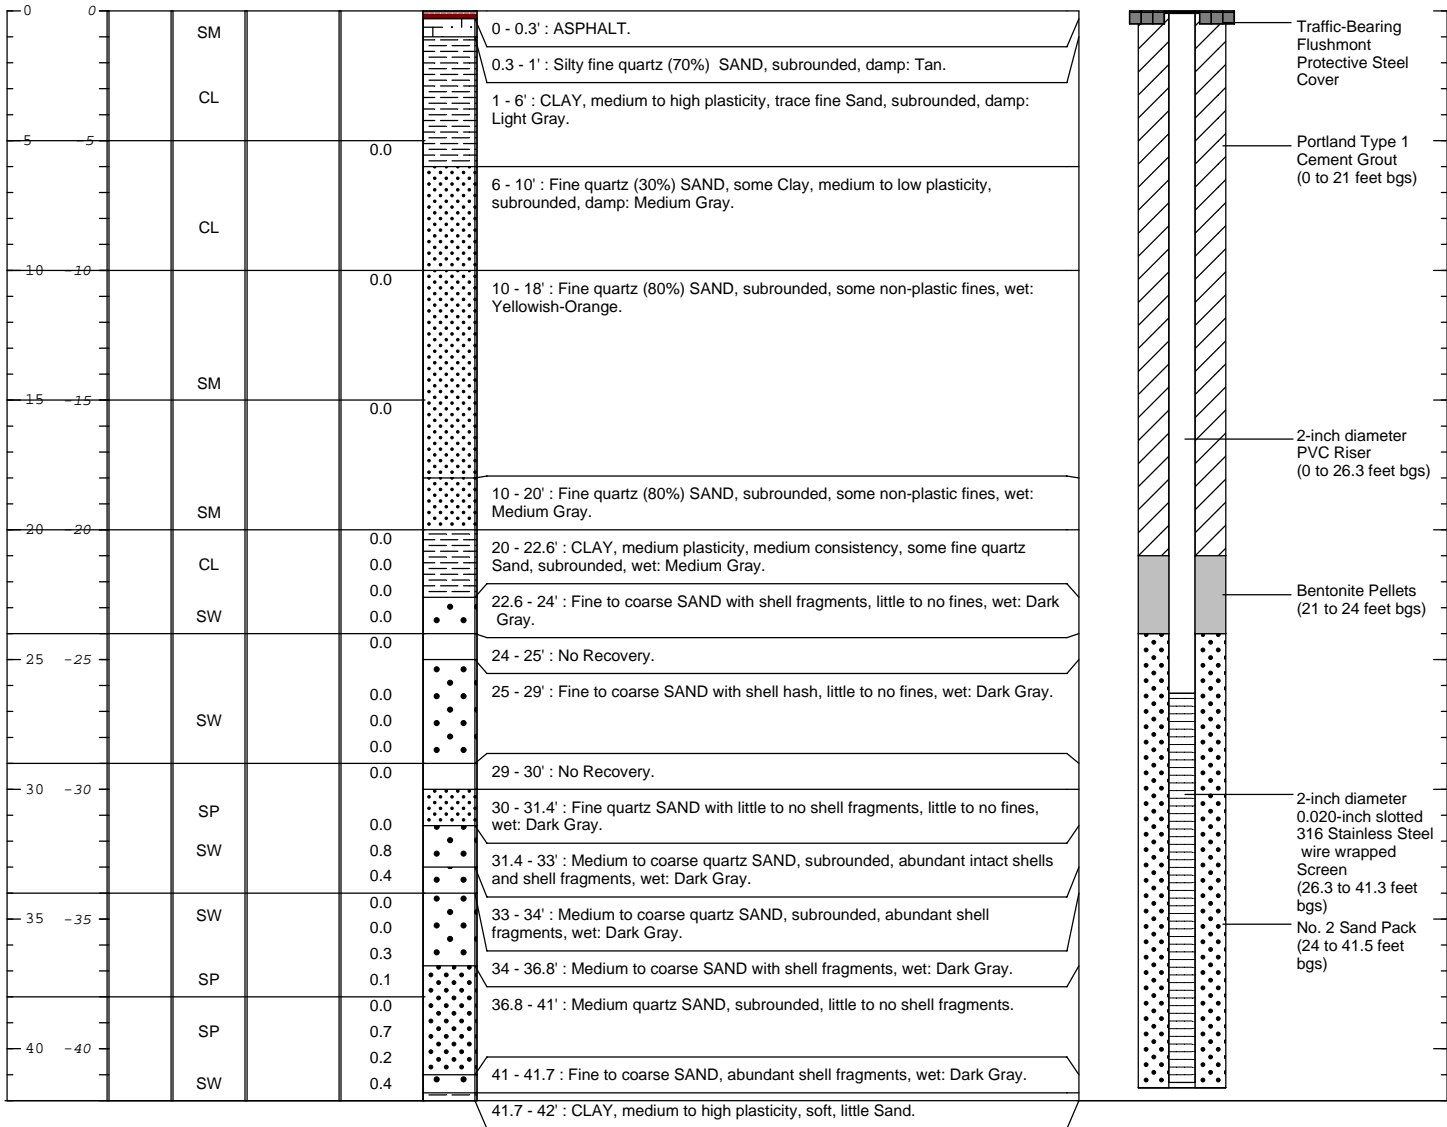 0 0
SM
0 - 0.3' : ASPHALT.
0.3 - 1' : Silty fine quartz (70%) SAND, subrounded, damp: Tan.
CL
1 - 6' : CLAY, medium to high plasticity, trace fine Sand, subrounded, damp:
Light Gray.
5 -5
0.0
6 - 10' : Fine quartz (30%) SAND, some Clay, medium to low plasticity,
subrounded, damp: Medium Gray.
CL
10 -10
0.0
10 - 18' : Fine quartz (80%) SAND, subrounded, some non-plastic fines, wet:
Yellowish-Orange.
SM
15 -15
0.0
10 - 20' : Fine quartz (80%) SAND, subrounded, some non-plastic fines, wet:
Medium Gray.
SM
20 -20
0.0
20 - 22.6' : CLAY, medium plasticity, medium consistency, some fine quartz
Sand, subrounded, wet: Medium Gray.
CL
0.0
0.0
22.6 - 24' : Fine to coarse SAND with shell fragments, little to no fines, wet: Dark
Gray.
SW
0.0
0.0
24 - 25' : No Recovery.
25 -25
0.0
25 - 29' : Fine to coarse SAND with shell hash, little to no fines, wet: Dark Gray.
SW
0.0
0.0
0.0
29 - 30' : No Recovery.
30 -30
SP
30 - 31.4' : Fine quartz SAND with little to no shell fragments, little to no fines,
wet: Dark Gray.
0.0
SW
0.8
31.4 - 33' : Medium to coarse quartz SAND, subrounded, abundant intact shells
and shell fragments, wet: Dark Gray.
0.4
0.0
35 -35
SW
33 - 34' : Medium to coarse quartz SAND, subrounded, abundant shell
fragments, wet: Dark Gray.
0.0
0.3
34 - 36.8' : Medium to coarse SAND with shell fragments, wet: Dark Gray.
SP
0.1
0.0
36.8 - 41' : Medium quartz SAND, subrounded, little to no shell fragments.
SP
0.7
40 -40
0.2
41 - 41.7 : Fine to coarse SAND, abundant shell fragments, wet: Dark Gray.
SW
0.4
41.7 - 42' : CLAY, medium to high plasticity, soft, little Sand.
Traffic-Bearing
Flushmont
Protective Steel
Cover
Portland Type 1
Cement Grout
(0 to 21 feet bgs)
2-inch diameter
PVC Riser
(0 to 26.3 feet bgs)
Bentonite Pellets
(21 to 24 feet bgs)
2-inch diameter
0.020-inch slotted
316 Stainless Steel
wire wrapped
Screen
(26.3 to 41.3 feet
bgs)
No. 2 Sand Pack
(24 to 41.5 feet
bgs)